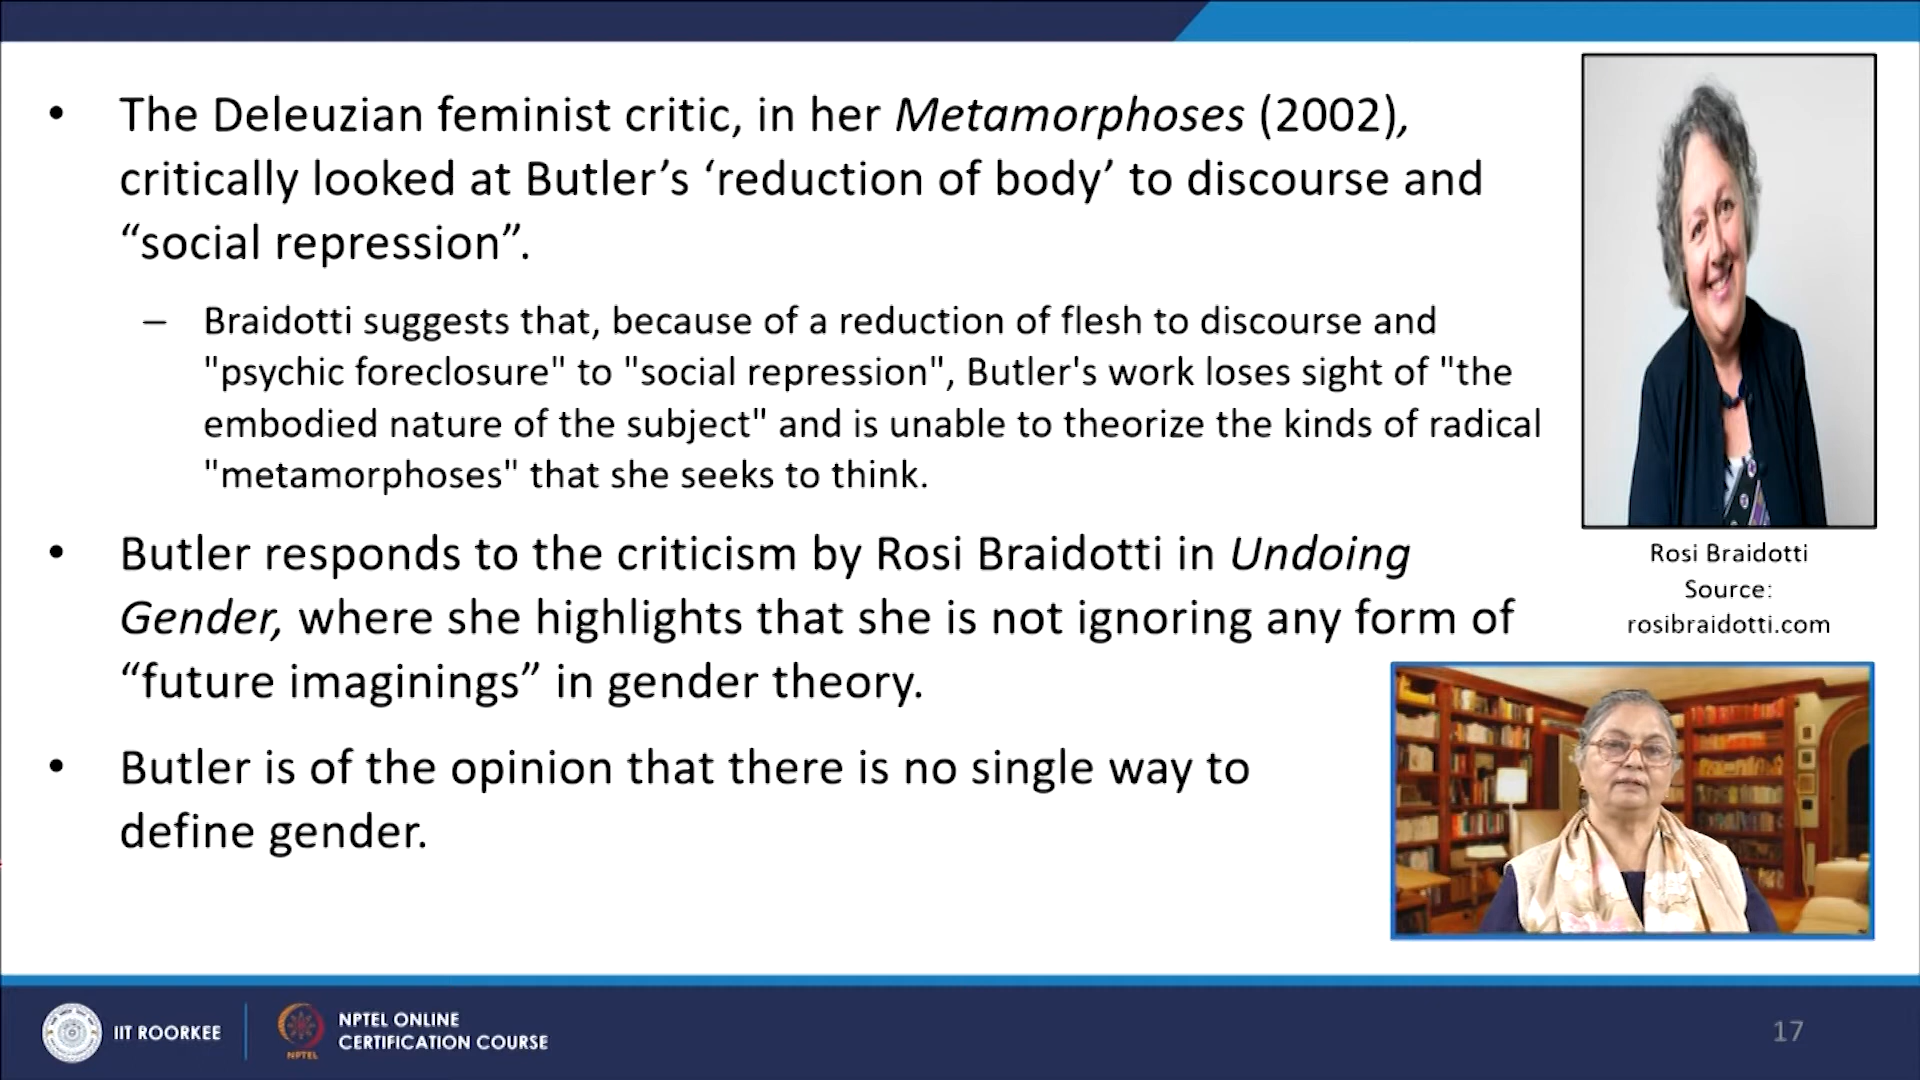 • The Deleuzian feminist critic, in her Metamorphoses (2002),
critically looked at Butler’s ‘reduction of body’ to discourse and
“social repression”.
– Braidotti suggests that, because of a reduction of flesh to discourse and
"psychic foreclosure" to "social repression", Butler's work loses sight of "the
embodied nature of the subject" and is unable to theorize the kinds of radical
"metamorphoses" that she seeks to think.
• Butler responds to the criticism by Rosi Braidotti in Undoing
Gender, where she highlights that she is not ignoring any form of
“future imaginings” in gender theory.
• Butler is of the opinion that there is no single way to
define gender.
Rosi Braidotti
Source:
rosibraidotti.com
IIT ROORKEE
NPTEL
NPTEL ONLINE
CERTIFICATION COURSE
17